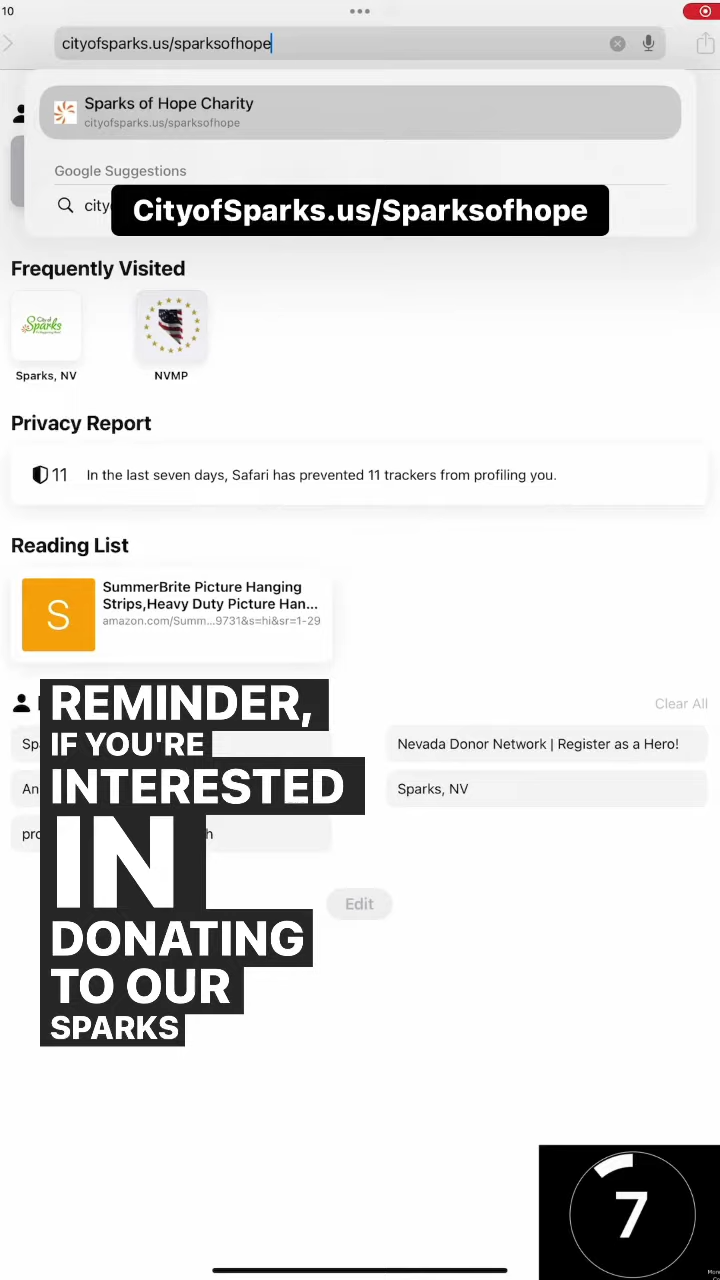 10
cityofsparks.us/sparksofhope
Sparks of Hope Charity
cityofsparks.us/sparksofhope
Google Suggestions
city
CityofSparks.us/Sparksofhope
Frequently Visited
City of
Sparks
Sparks, NV
NVMP
Privacy Report
11 In the last seven days, Safari has prevented 11 trackers from profiling you.
Reading List
S
SummerBrite Picture Hanging
Strips,Heavy Duty Picture Han...
amazon.com/Summ...9731&s=hi&sr=1-29
Clear All
REMINDER,
IF YOU'RE
INTERESTED
IN
DONATING
TO OUR
SPARKS
Nevada Donor Network | Register as a Hero!
Sparks, NV
Edit
7